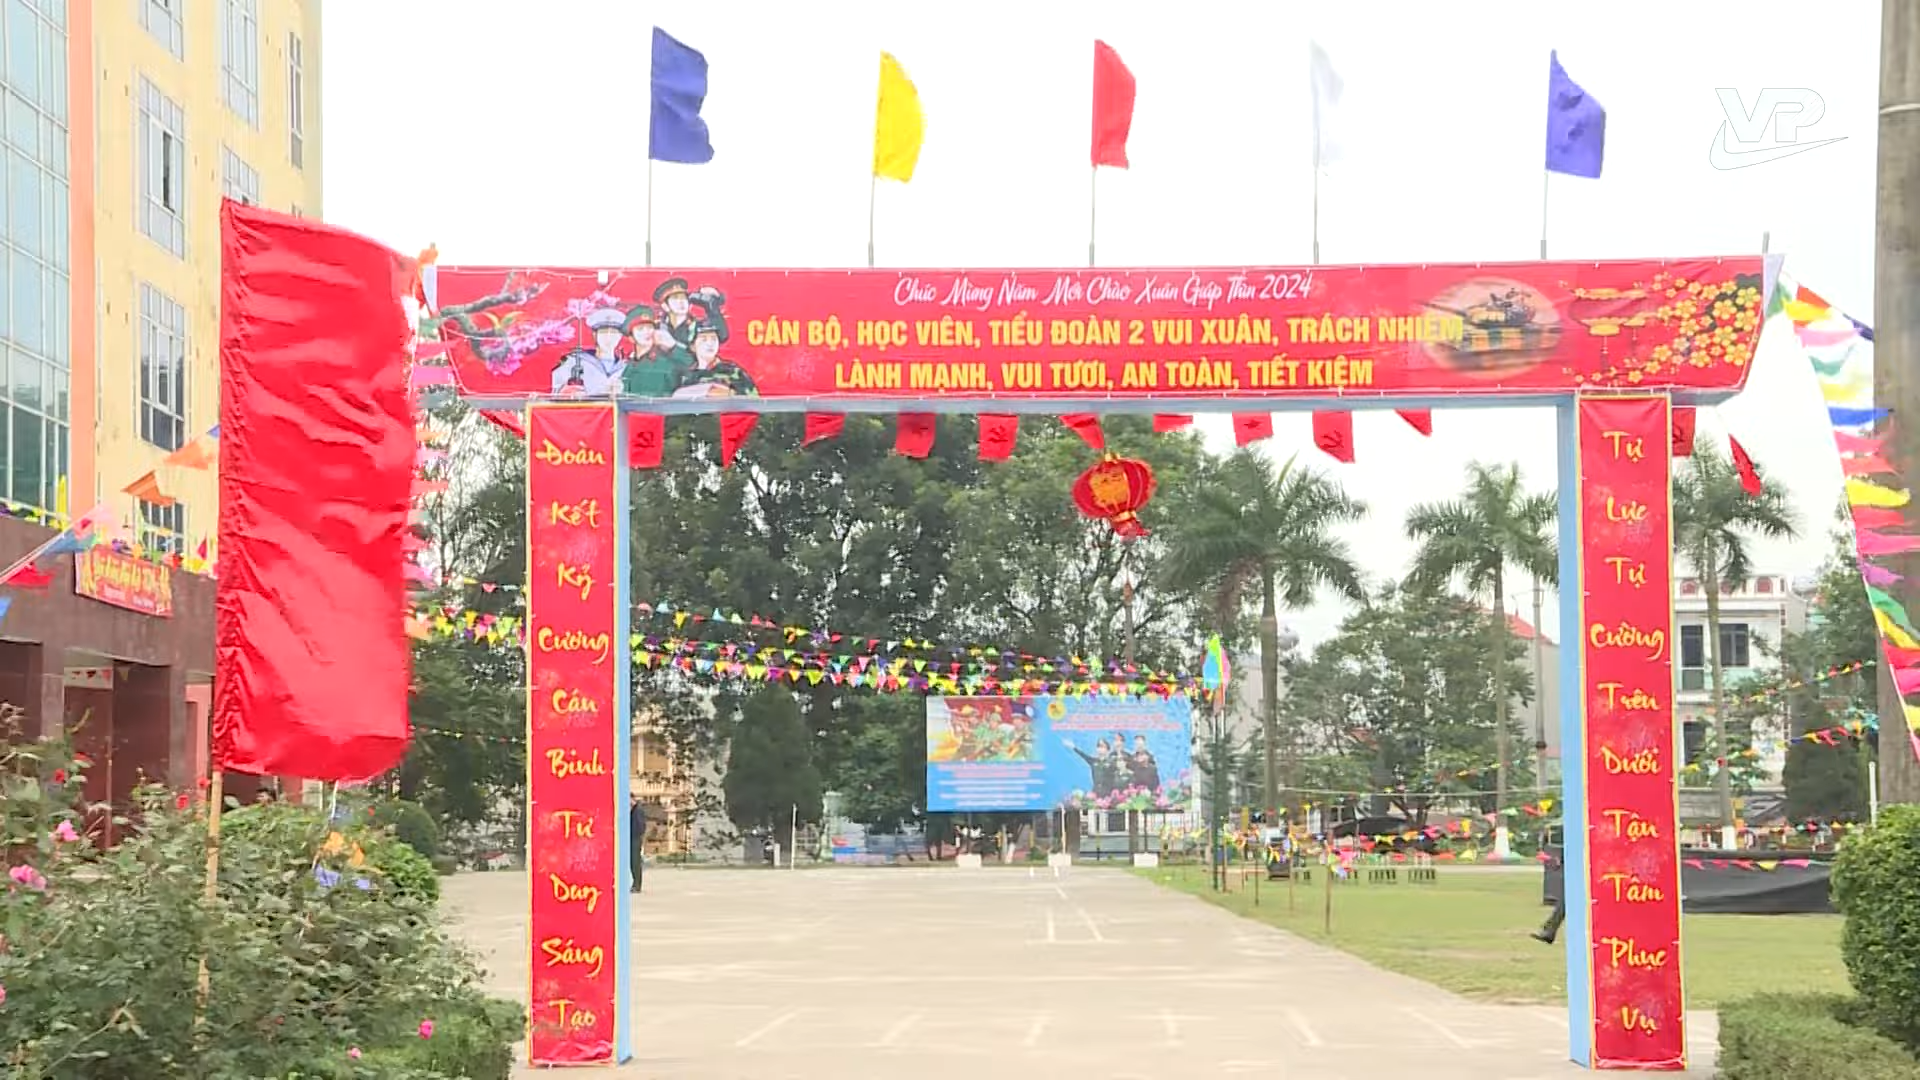 VP
Chúc Mừng Năm Mới Chào Xuân Giáp Thìn 2024
CÁN BỘ, HỌC VIÊN, TIỂU ĐOÀN 2 VUI XUÂN, TRÁCH NHIỆM
LÀNH MẠNH, VUI TƯƠI, AN TOÀN, TIẾT KIỆM
Đoàn
Kết
Kỷ
Cương
Cán
Binh
Tư
Duy
Sáng
Tạo
Tự
Lực
Tự
Cường
Trên
Dưới
Tận
Tâm
Phục
Vụ